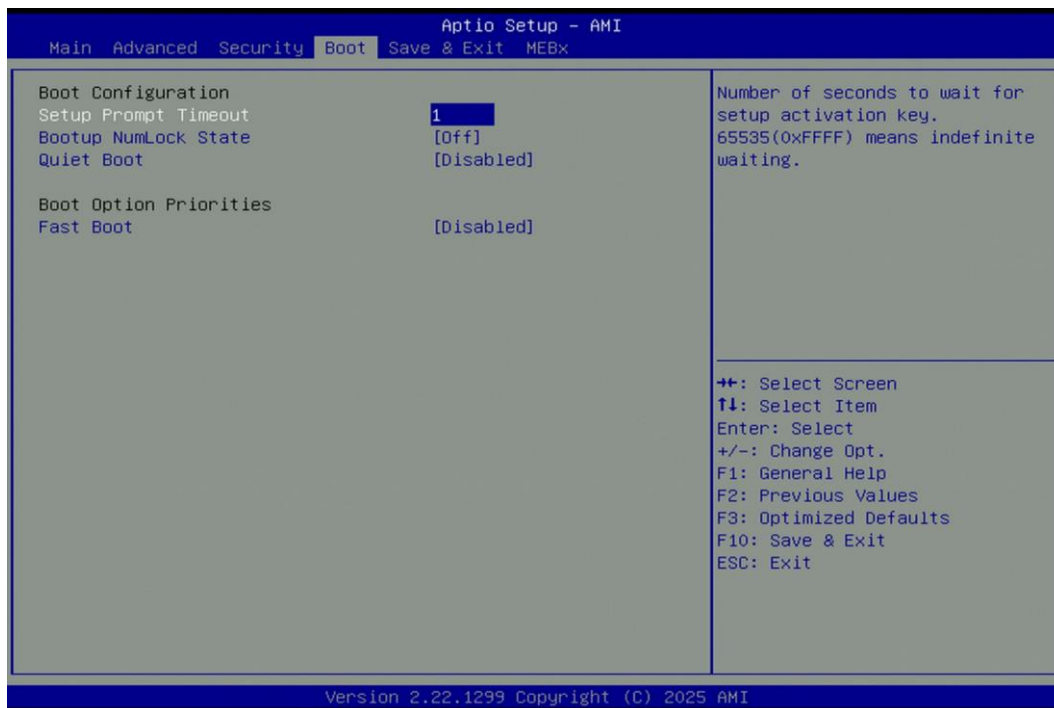 Aptio Setup - AMI
Main Advanced Security Boot Save & Exit MEBx
Boot Configuration
Setup Prompt Timeout 1
Bootup NumLock State [Off]
Quiet Boot [Disabled]
Boot Option Priorities
Fast Boot [Disabled]
Number of seconds to wait for
setup activation key.
65535(0xFFFF) means indefinite
waiting.
→←: Select Screen
↑↓: Select Item
Enter: Select
+/-: Change Opt.
F1: General Help
F2: Previous Values
F3: Optimized Defaults
F10: Save & Exit
ESC: Exit
Version 2.22.1299 Copyright (C) 2025 AMI